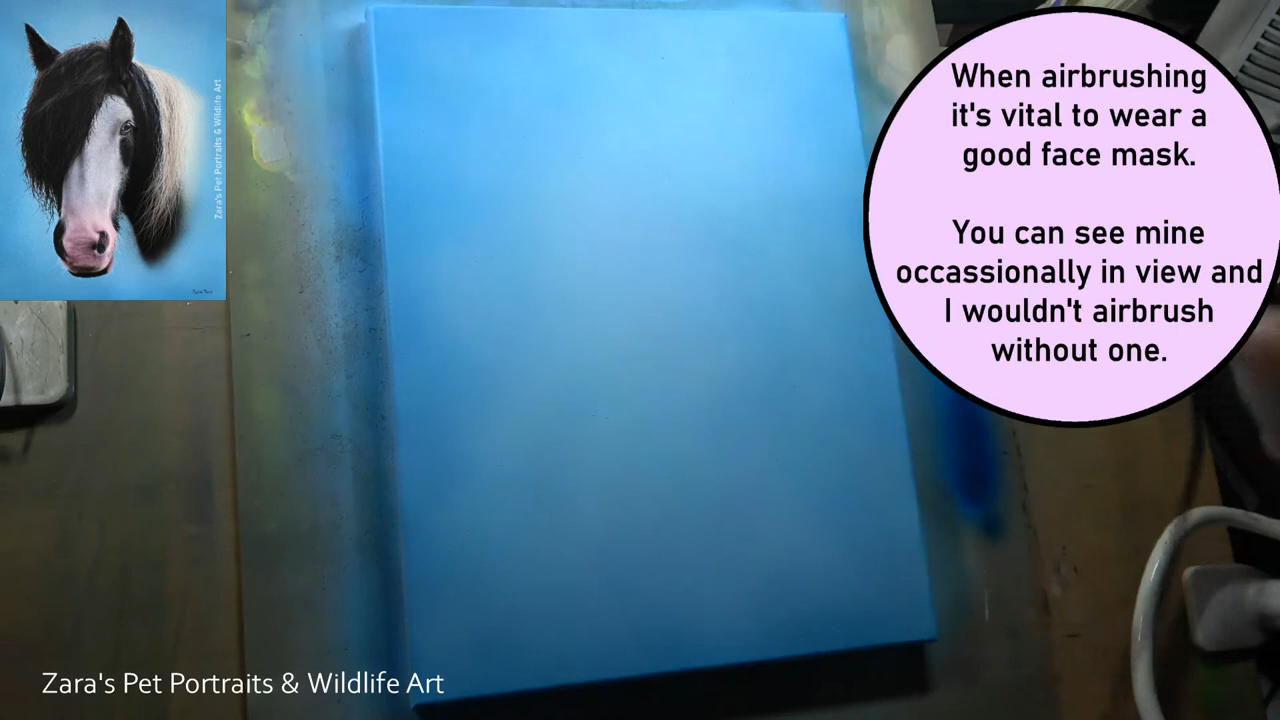 When airbrushing
it's vital to wear a
good face mask.
You can see mine
occassionally in view and
I wouldn't airbrush
without one.
Zara's Pet Portraits & Wildlife Art
Zara's Pet Portraits & Wildlife Art